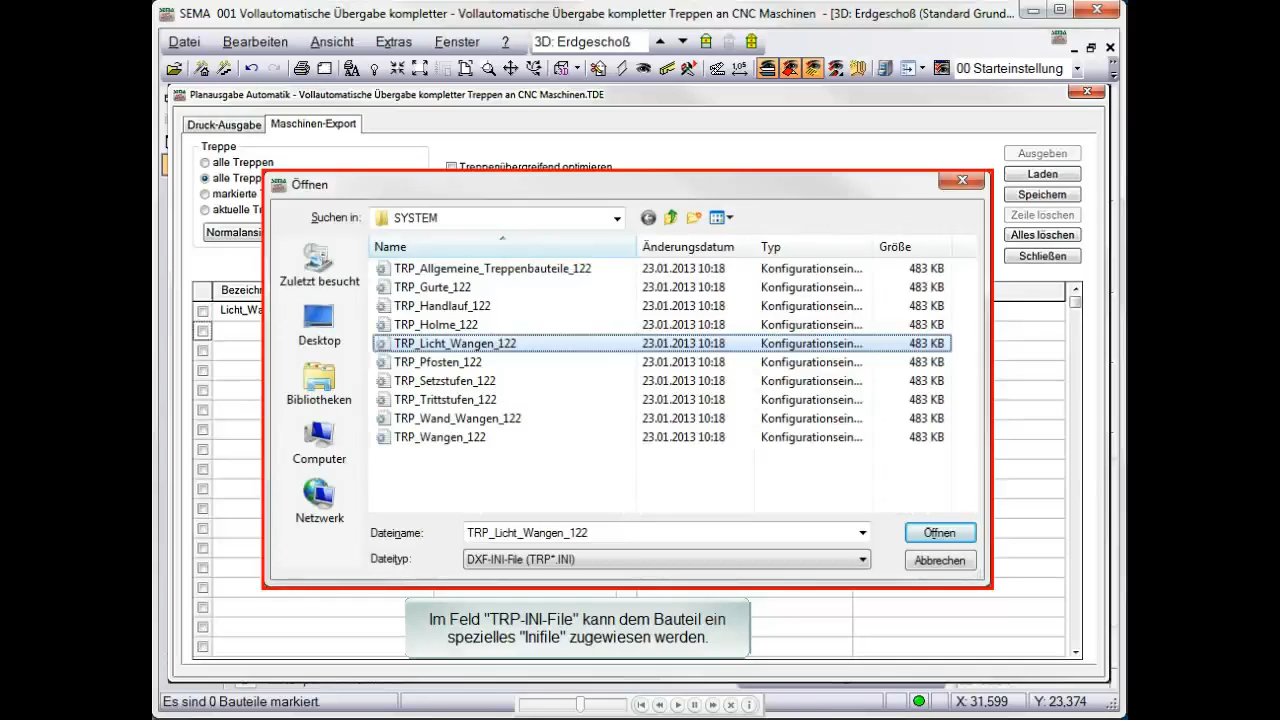 SEMA 001 Vollautomatische Übergabe kompletter - Vollautomatische Übergabe kompletter Treppen an CNC Maschinen - [3D: Erdgeschoß (Standard Grund...
Datei Bearbeiten Ansicht Extras Fenster ? 3D: Erdgeschoß
00 Starteinstellung
Planausgabe Automatik - Vollautomatische Übergabe kompletter Treppen an CNC Maschinen.TDE
Druck-Ausgabe Maschinen-Export
Treppe
alle Treppen
Treppenübergreifend optimieren
alle Trepp
markierte
aktuelle Tr
Normalansi
Ausgeben
Laden
Speichern
Zeile löschen
Alles löschen
Schließen
Bezeichn
Licht_Wa
Öffnen
Suchen in: SYSTEM
Zuletzt besucht
Desktop
Bibliotheken
Computer
Netzwerk
Name Änderungsdatum Typ Größe
TRP_Allgemeine_Treppenbauteile_122 23.01.2013 10:18 Konfigurationsein... 483 KB
TRP_Gurte_122 23.01.2013 10:18 Konfigurationsein... 483 KB
TRP_Handlauf_122 23.01.2013 10:18 Konfigurationsein... 483 KB
TRP_Holme_122 23.01.2013 10:18 Konfigurationsein... 483 KB
TRP_Licht_Wangen_122 23.01.2013 10:18 Konfigurationsein... 483 KB
TRP_Pfosten_122 23.01.2013 10:18 Konfigurationsein... 483 KB
TRP_Setzstufen_122 23.01.2013 10:18 Konfigurationsein... 483 KB
TRP_Trittstufen_122 23.01.2013 10:18 Konfigurationsein... 483 KB
TRP_Wand_Wangen_122 23.01.2013 10:18 Konfigurationsein... 483 KB
TRP_Wangen_122 23.01.2013 10:18 Konfigurationsein... 483 KB
Dateiname: TRP_Licht_Wangen_122 Öffnen
Dateityp: DXF-INI-File (TRP*.INI) Abbrechen
Im Feld "TRP-INI-File" kann dem Bauteil ein
spezielles "Inifile" zugewiesen werden.
Es sind 0 Bauteile markiert. X: 31,599 Y: 23,374